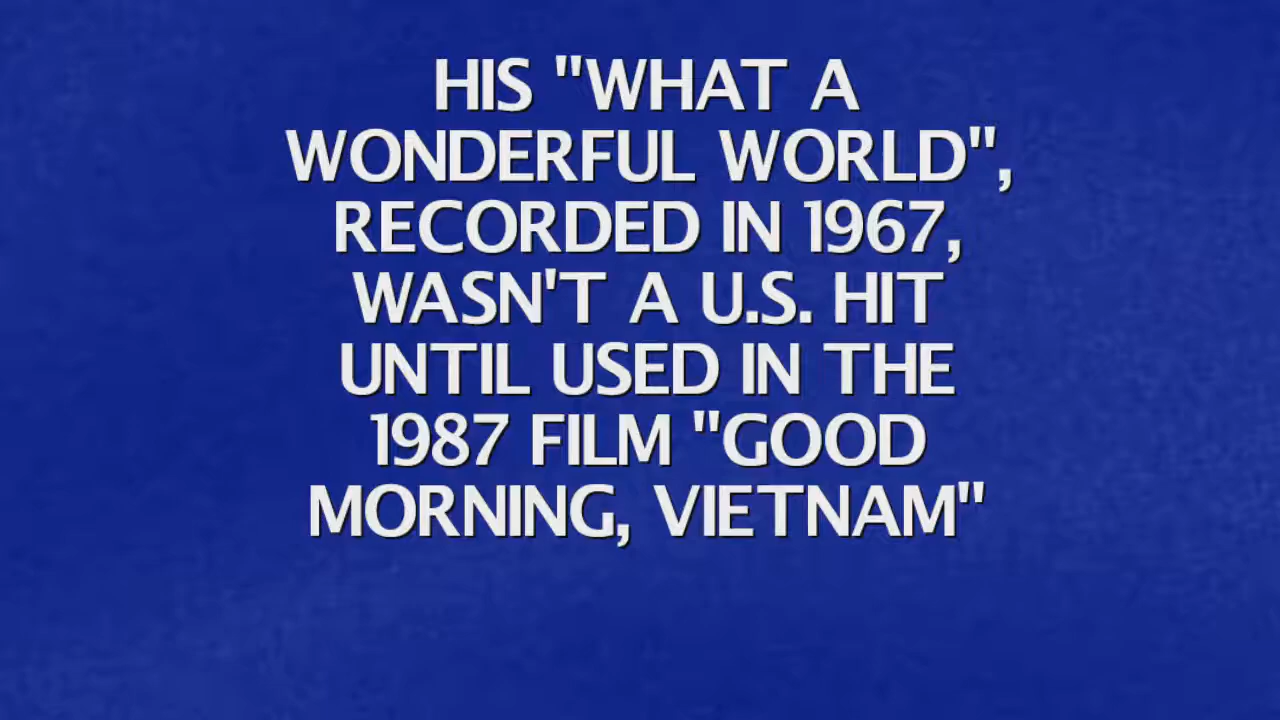 HIS "WHAT A
WONDERFUL WORLD",
RECORDED IN 1967,
WASN'T A U.S. HIT
UNTIL USED IN THE
1987 FILM "GOOD
MORNING, VIETNAM"